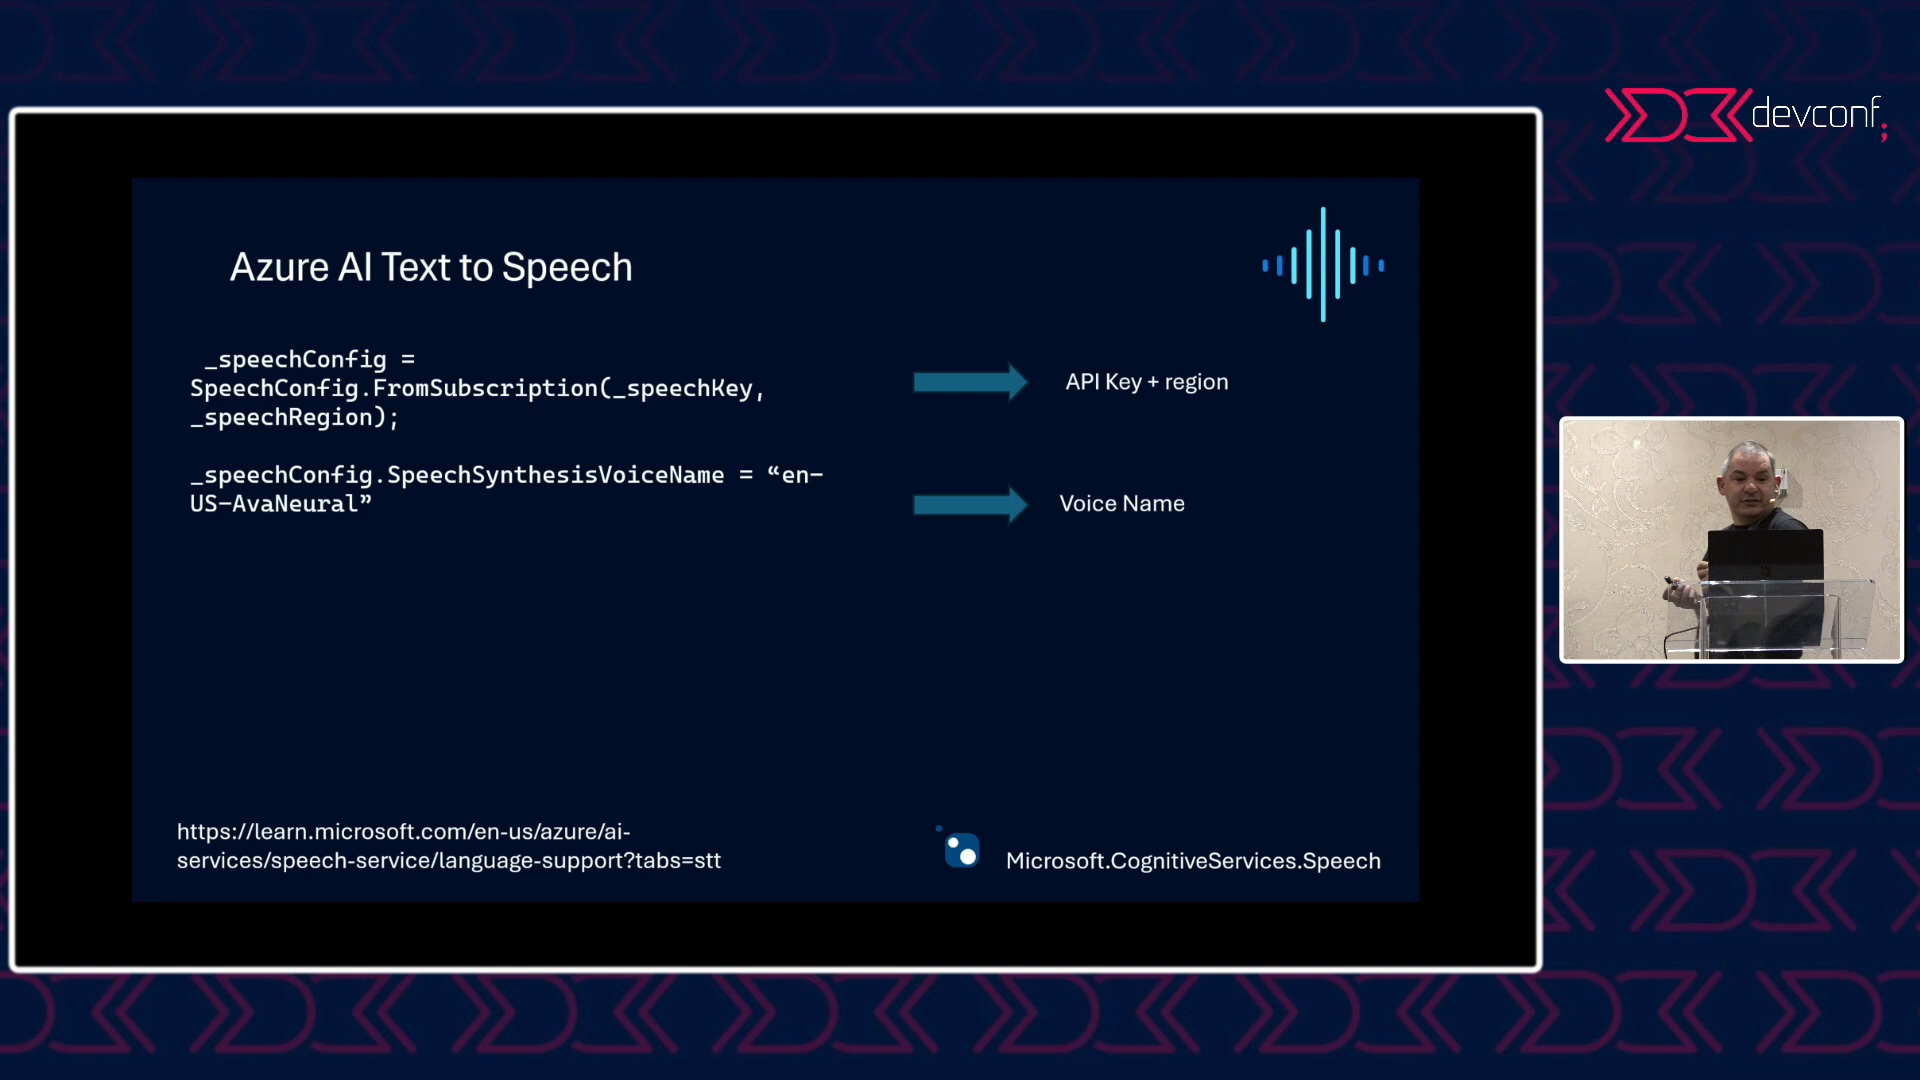 devconf;
Azure AI Text to Speech
_speechConfig =
SpeechConfig.FromSubscription(_speechKey,
_speechRegion);
API Key + region
_speechConfig.SpeechSynthesisVoiceName = “en-
US-AvaNeural”
Voice Name
https://learn.microsoft.com/en-us/azure/ai-
services/speech-service/language-support?tabs=stt
Microsoft.CognitiveServices.Speech